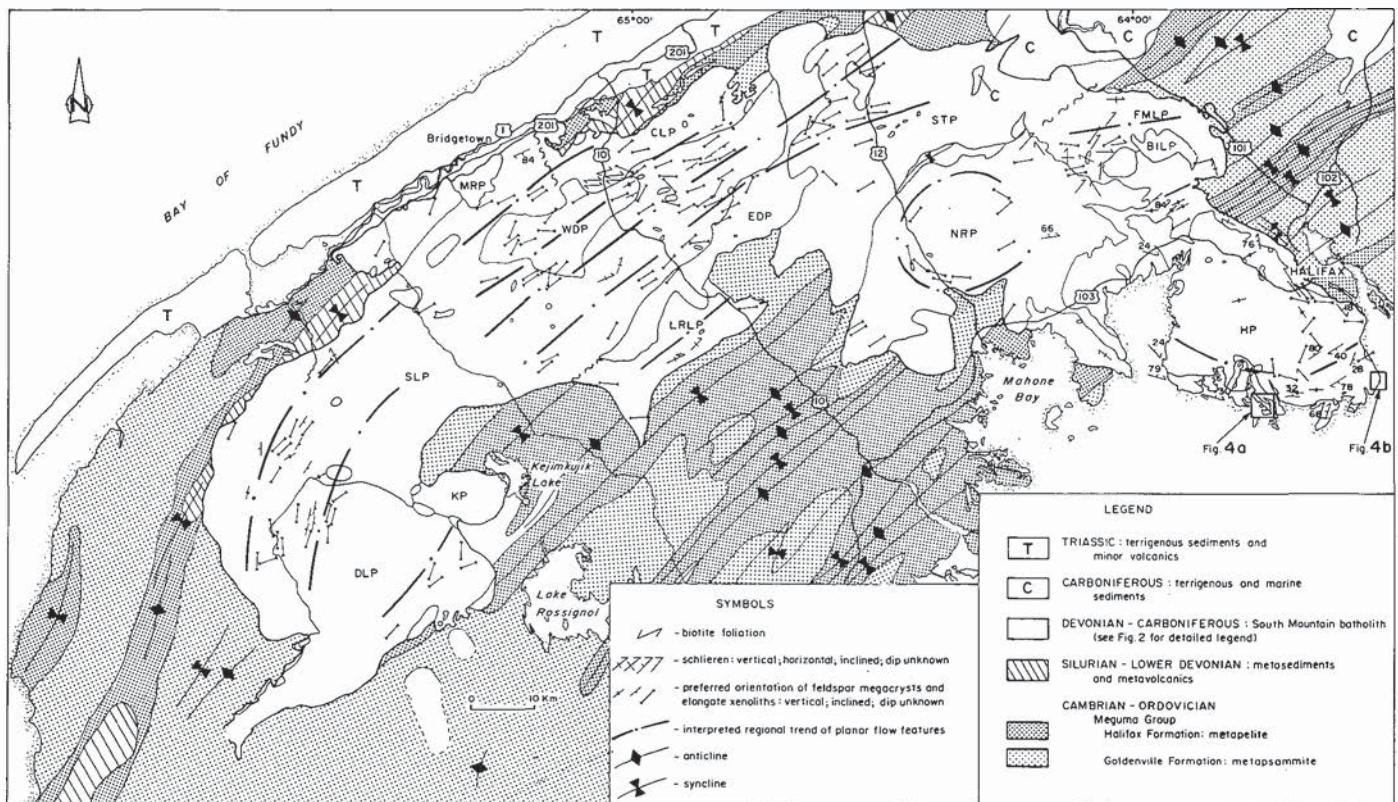 65°00'
64°00'
T
T
T
C
C
C
201
N
1
201
Bridgetown
BAY OF FUNDY
CLP
10
84
STP
12
FMLP
BILP
101
102
MRP
T
WDP
EDP
NRP
66
84
24
76
HALIFAX
18
103
T
LRLP
HP
SLP
24
80
40
28
79
32
78
68
Mahone
Bay
10
Fig. 4a
Fig. 4b
Kejimkujik
Lake
KP
DLP
Lake
Rossignol
0 10 Km
SYMBOLS
- biotite foliation
- schlieren: vertical; horizontal; inclined; dip unknown
- preferred orientation of feldspar megacrysts and
elongate xenoliths: vertical; inclined; dip unknown
- interpreted regional trend of planar flow features
- anticline
- syncline
LEGEND
T TRIASSIC: terrigenous sediments and
minor volcanics
C CARBONIFEROUS: terrigenous and marine
sediments
DEVONIAN - CARBONIFEROUS: South Mountain batholith
(see Fig. 2 for detailed legend)
SILURIAN - LOWER DEVONIAN: metasediments
and metavolcanics
CAMBRIAN - ORDOVICIAN
Meguma Group
Halifax Formation: metapelite
Goldenville Formation: metapsammite